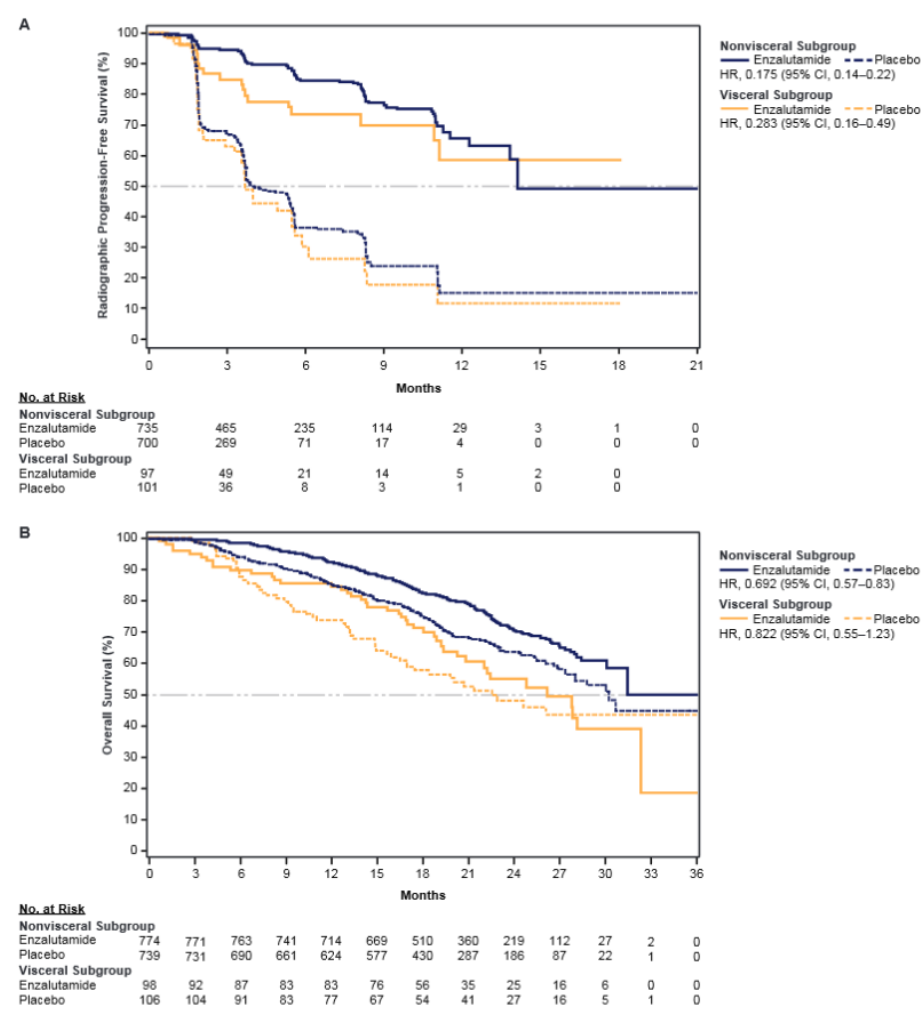 A
Radiographic Progression-Free Survival (%)
100
90
80
70
60
50
40
30
20
10
0
0 3 6 9 12 15 18 21
Months
Nonvisceral Subgroup
Enzalutamide Placebo
HR, 0.175 (95% CI, 0.14–0.22)
Visceral Subgroup
Enzalutamide Placebo
HR, 0.283 (95% CI, 0.16–0.49)
No. at Risk
Nonvisceral Subgroup
Enzalutamide 735 465 235 114 29 3 1 0
Placebo 700 269 71 17 4 0 0 0
Visceral Subgroup
Enzalutamide 97 49 21 14 5 2 0
Placebo 101 36 8 3 1 0 0
B
Overall Survival (%)
100
90
80
70
60
50
40
30
20
10
0
0 3 6 9 12 15 18 21 24 27 30 33 36
Months
Nonvisceral Subgroup
Enzalutamide Placebo
HR, 0.692 (95% CI, 0.57–0.83)
Visceral Subgroup
Enzalutamide Placebo
HR, 0.822 (95% CI, 0.55–1.23)
No. at Risk
Nonvisceral Subgroup
Enzalutamide 774 771 763 741 714 669 510 360 219 112 27 2 0
Placebo 739 731 690 661 624 577 430 287 186 87 22 1 0
Visceral Subgroup
Enzalutamide 98 92 87 83 83 76 56 35 25 16 6 0 0
Placebo 106 104 91 83 77 67 54 41 27 16 5 1 0